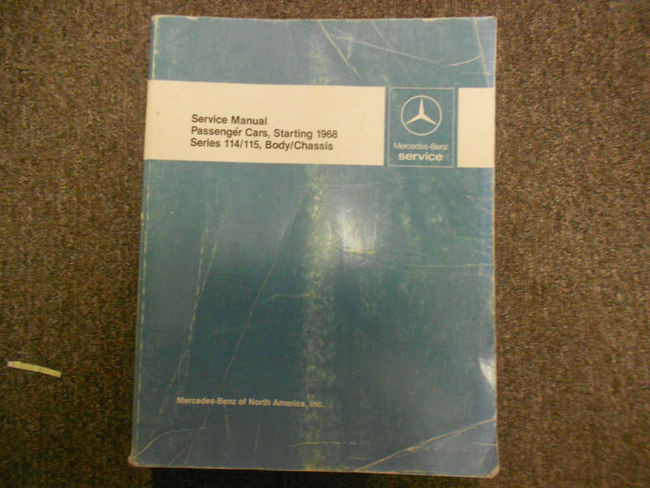 Service Manual
Passenger Cars, Starting 1968
Series 114/115, Body/Chassis
Mercedes-Benz
service
Mercedes-Benz of North America, Inc.